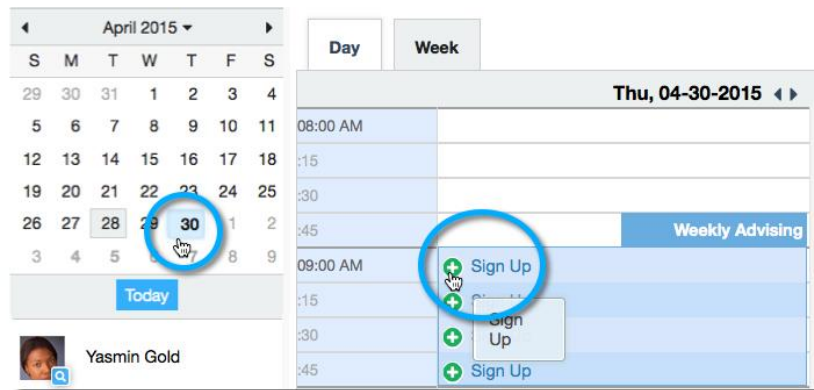 April 2015
S M T W T F S
29 30 31 1 2 3 4
5 6 7 8 9 10 11
12 13 14 15 16 17 18
19 20 21 22 23 24 25
26 27 28 29 30 1 2
3 4 5 7 8 9
Today
Yasmin Gold
Day Week
Thu, 04-30-2015
08:00 AM
:15
:30
:45 Weekly Advising
09:00 AM Sign Up
:15
Sign
Up
:30
:45 Sign Up